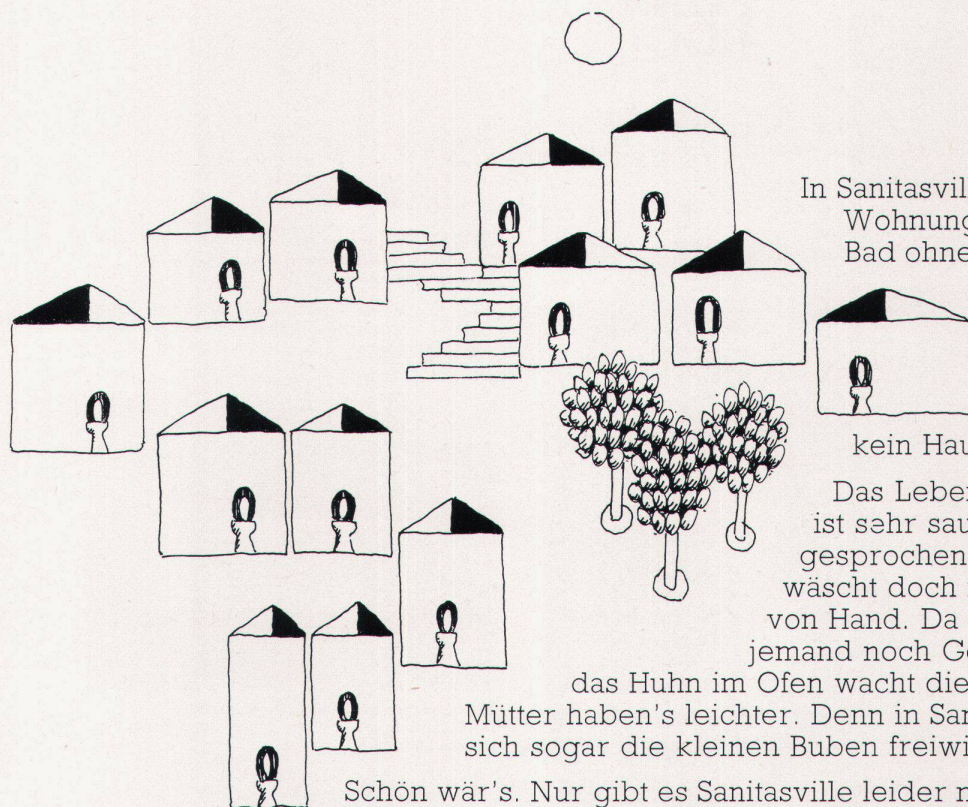 In Sanitasvil
Wohnung
Bad ohne
kein Hau
Das Leben
ist sehr sau
gesprochen
wäscht doch
von Hand. Da
jemand noch Ge
das Huhn im Ofen wacht die
Mütter haben's leichter. Denn in San
sich sogar die kleinen Buben freiwi
Schön wär's. Nur gibt es Sanitasville leider n